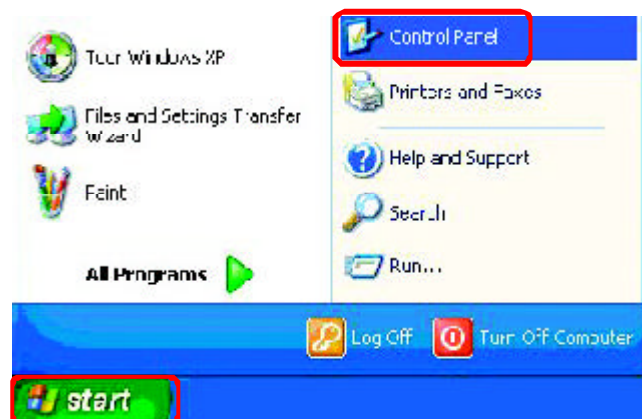 Tour Windows XP
Files and Settings Transfer
Wizard
Paint
All Programs
Control Panel
Printers and Faxes
Help and Support
Search
Run...
Log Off
Turn Off Computer
start